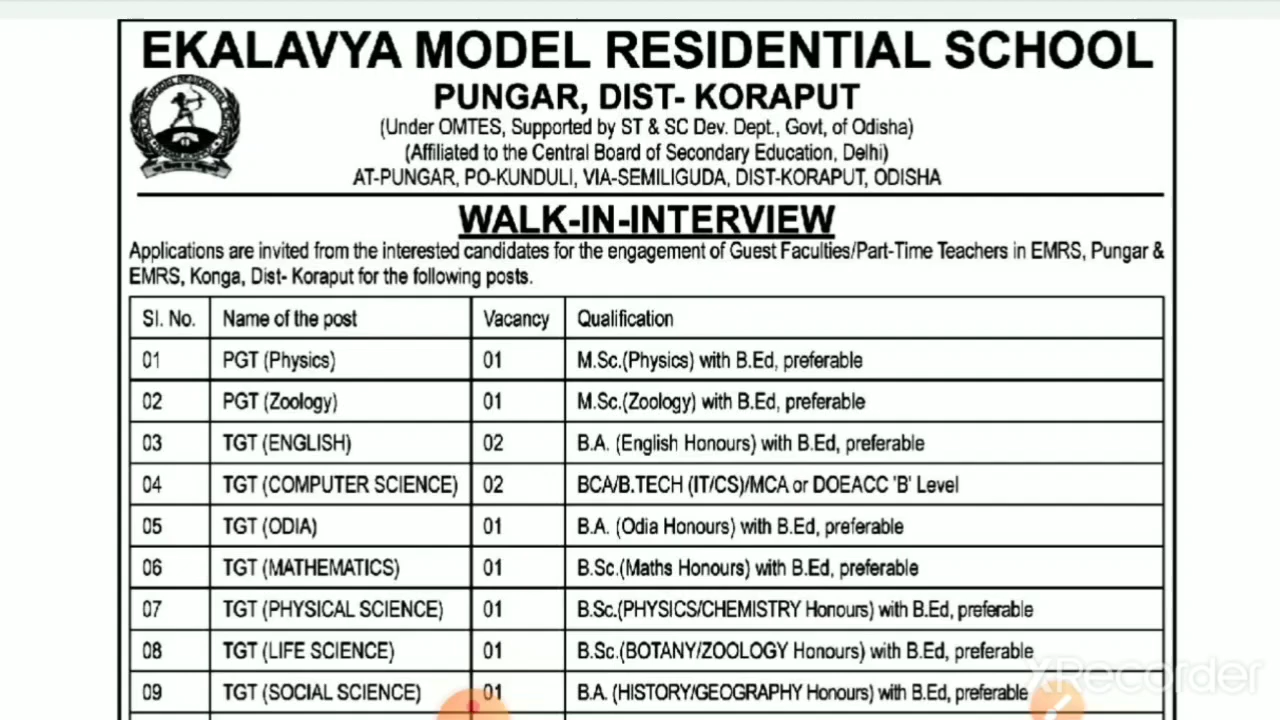 EKALAVYA MODEL RESIDENTIAL SCHOOL
PUNGAR, DIST- KORAPUT
(Under OMTES, Supported by ST & SC Dev. Dept., Govt, of Odisha)
(Affiliated to the Central Board of Secondary Education, Delhi)
AT-PUNGAR, PO-KUNDULI, VIA-SEMILIGUDA, DIST-KORAPUT, ODISHA
WALK-IN-INTERVIEW
Applications are invited from the interested candidates for the engagement of Guest Faculties/Part-Time Teachers in EMRS, Pungar &
EMRS, Konga, Dist- Koraput for the following posts.
Sl. No. Name of the post Vacancy Qualification
01 PGT (Physics) 01 M.Sc.(Physics) with B.Ed, preferable
02 PGT (Zoology) 01 M.Sc.(Zoology) with B.Ed, preferable
03 TGT (ENGLISH) 02 B.A. (English Honours) with B.Ed, preferable
04 TGT (COMPUTER SCIENCE) 02 BCA/B.TECH (IT/CS)/MCA or DOEACC 'B' Level
05 TGT (ODIA) 01 B.A. (Odia Honours) with B.Ed, preferable
06 TGT (MATHEMATICS) 01 B.Sc.(Maths Honours) with B.Ed, preferable
07 TGT (PHYSICAL SCIENCE) 01 B.Sc.(PHYSICS/CHEMISTRY Honours) with B.Ed, preferable
08 TGT (LIFE SCIENCE) 01 B.Sc.(BOTANY/ZOOLOGY Honours) with B.Ed, preferable
09 TGT (SOCIAL SCIENCE) 01 B.A. (HISTORY/GEOGRAPHY Honours) with B.Ed, preferable
XRecorder